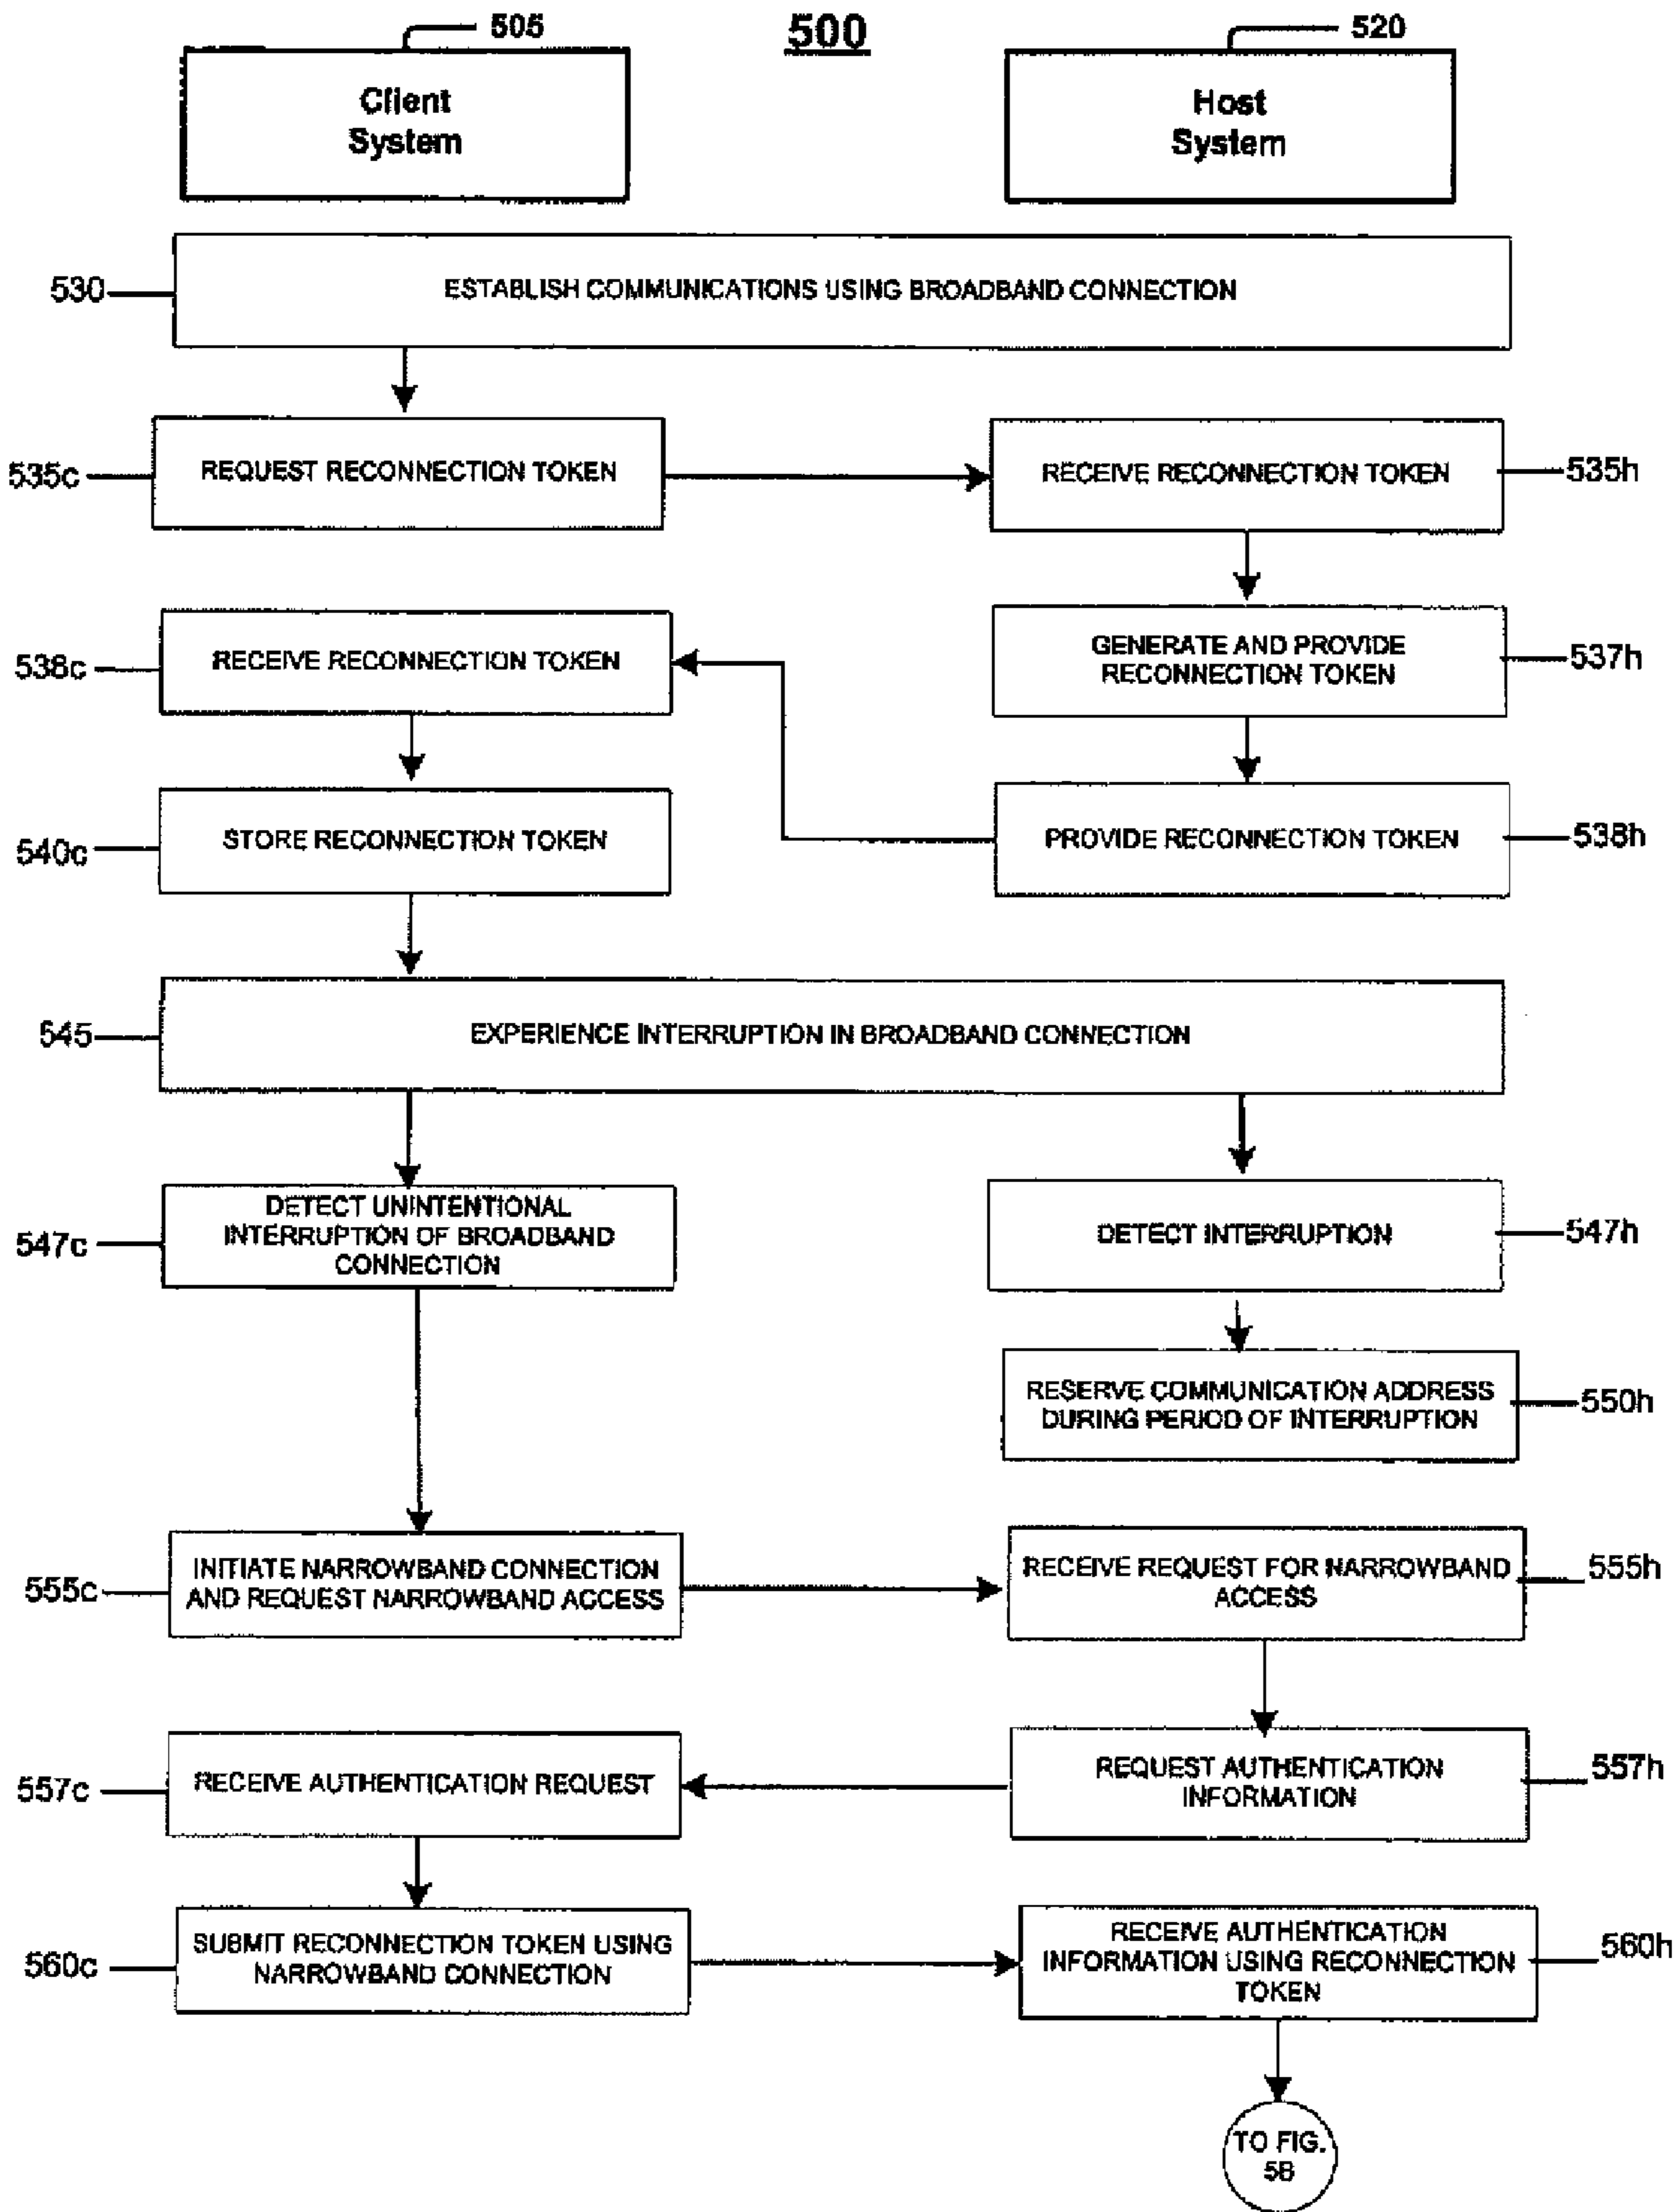 500
505
520
Client
System
Host
System
530
ESTABLISH COMMUNICATIONS USING BROADBAND CONNECTION
535c
REQUEST RECONNECTION TOKEN
RECEIVE RECONNECTION TOKEN
535h
GENERATE AND PROVIDE
RECONNECTION TOKEN
537h
538c
RECEIVE RECONNECTION TOKEN
540c
STORE RECONNECTION TOKEN
PROVIDE RECONNECTION TOKEN
538h
545
EXPERIENCE INTERRUPTION IN BROADBAND CONNECTION
547c
DETECT UNINTENTIONAL
INTERRUPTION OF BROADBAND
CONNECTION
DETECT INTERRUPTION
547h
RESERVE COMMUNICATION ADDRESS
DURING PERIOD OF INTERRUPTION
550h
555c
INITIATE NARROWBAND CONNECTION
AND REQUEST NARROWBAND ACCESS
RECEIVE REQUEST FOR NARROWBAND
ACCESS
555h
557c
RECEIVE AUTHENTICATION REQUEST
REQUEST AUTHENTICATION
INFORMATION
557h
560c
SUBMIT RECONNECTION TOKEN USING
NARROWBAND CONNECTION
RECEIVE AUTHENTICATION
INFORMATION USING RECONNECTION
TOKEN
560h
TO FIG.
5B